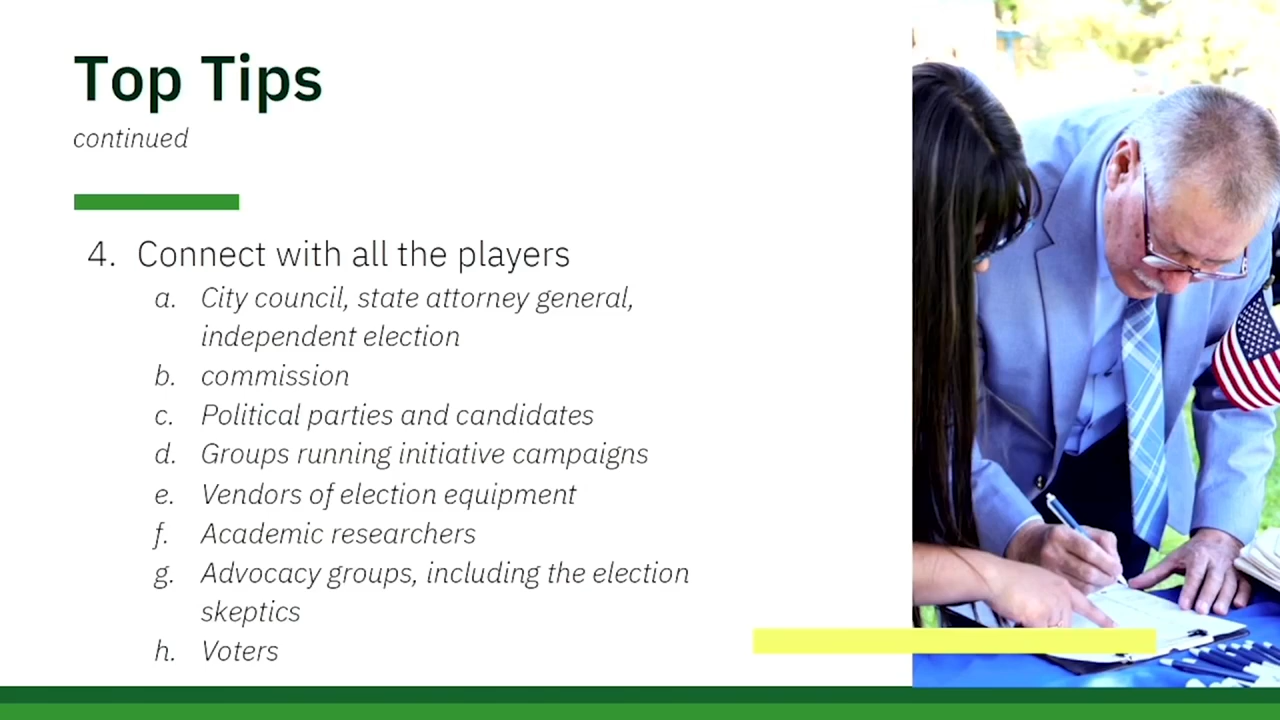 Top Tips
continued
4. Connect with all the players
a. City council, state attorney general,
independent election
b. commission
c. Political parties and candidates
d. Groups running initiative campaigns
e. Vendors of election equipment
f. Academic researchers
g. Advocacy groups, including the election
skeptics
h. Voters